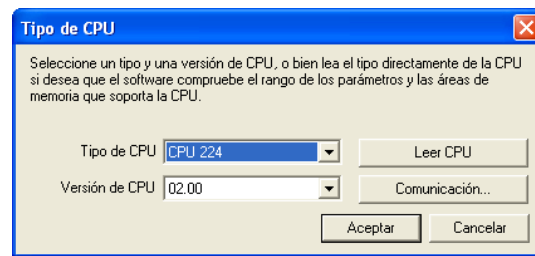 Tipo de CPU
Seleccione un tipo y una versión de CPU, o bien lea el tipo directamente de la CPU
si desea que el software compruebe el rango de los parámetros y las áreas de
memoria que soporta la CPU.
Tipo de CPU CPU 224 Leer CPU
Versión de CPU 02.00 Comunicación...
Aceptar Cancelar